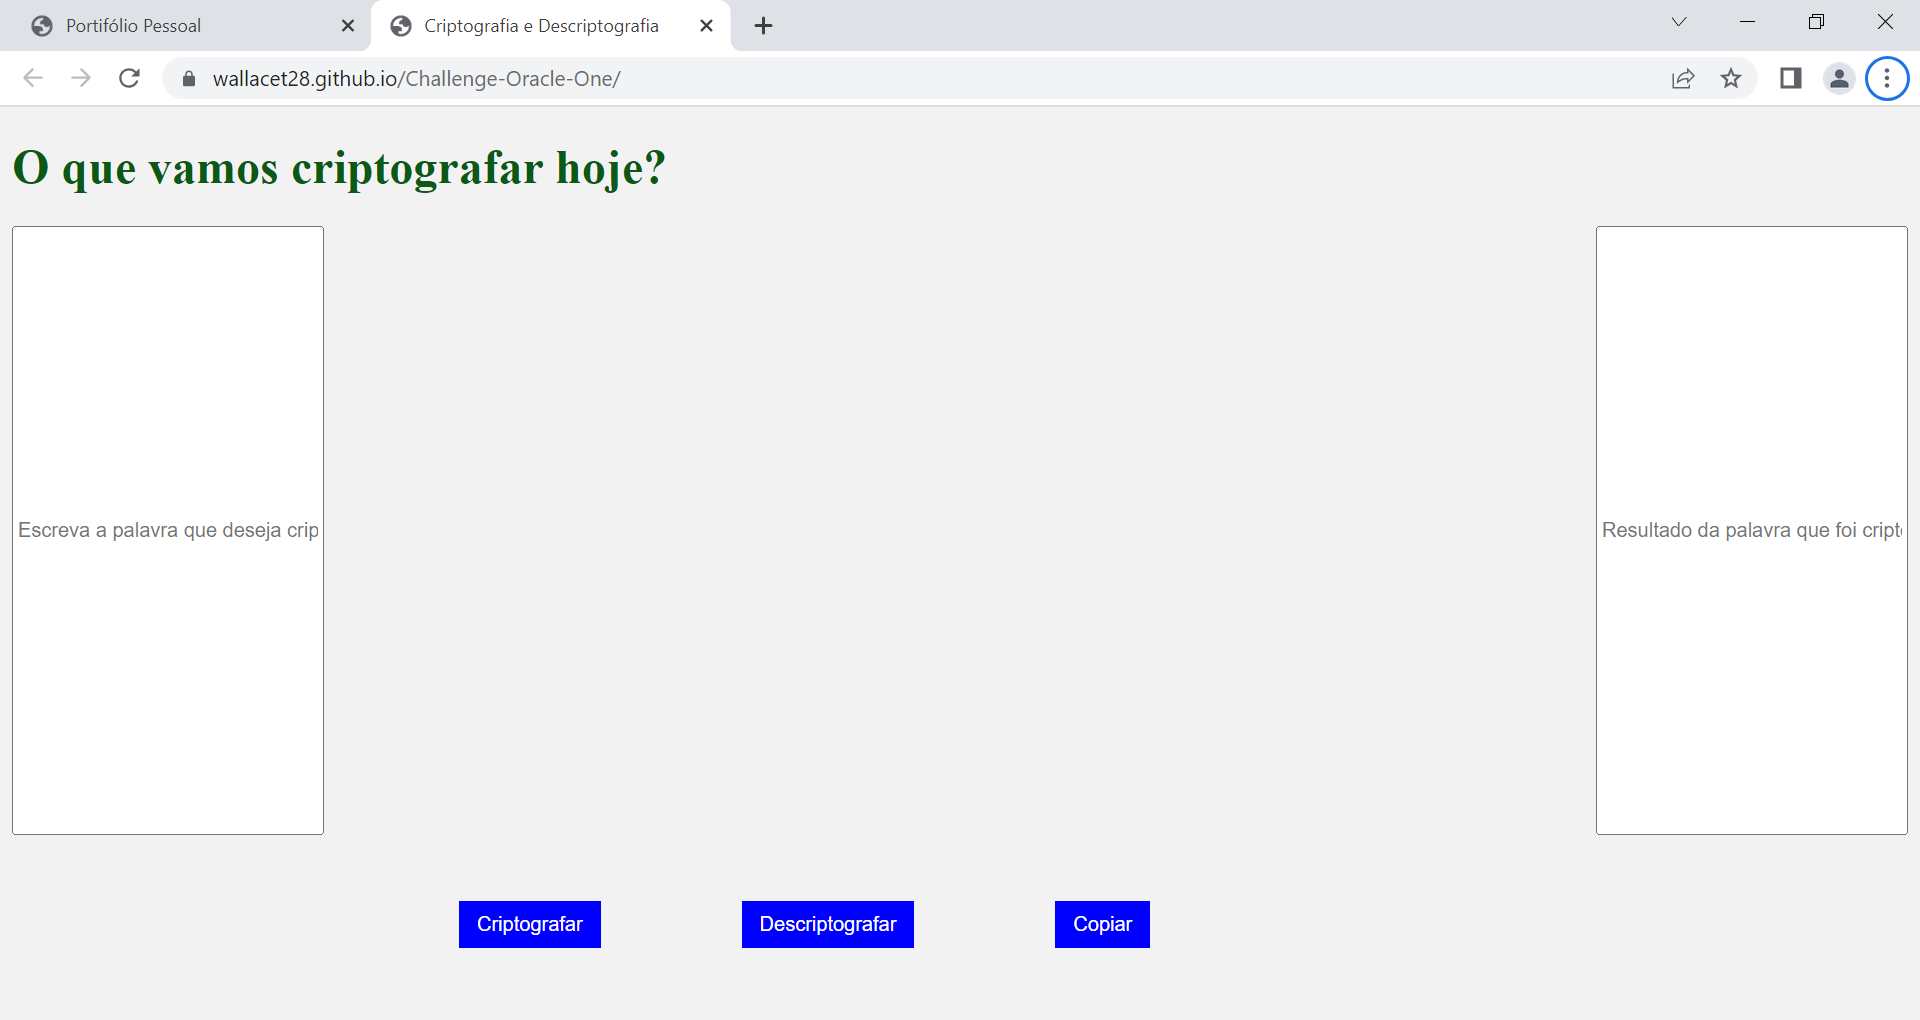 Portifólio Pessoal
Criptografia e Descriptografia
wallacet28.github.io/Challenge-Oracle-One/
O que vamos criptografar hoje?
Escreva a palavra que deseja crip
Resultado da palavra que foi cript
Criptografar
Descriptografar
Copiar